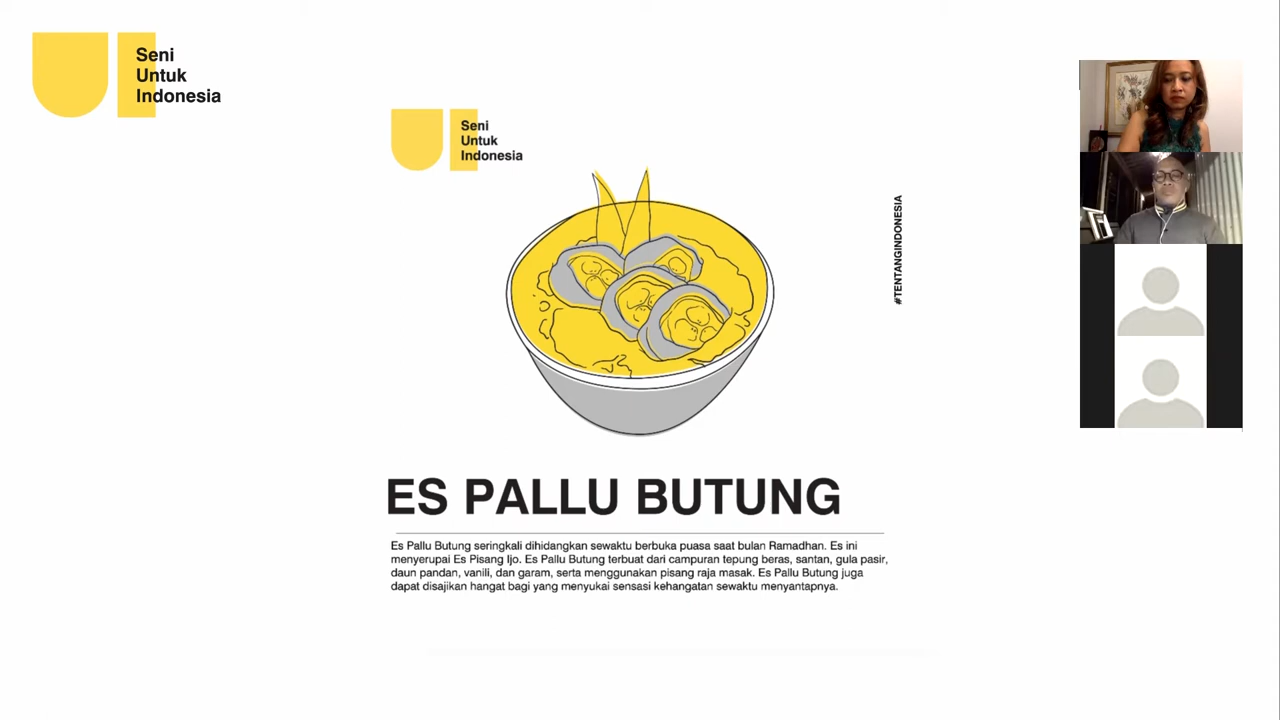 Seni
Untuk
Indonesia
Seni
Untuk
Indonesia
#TENTANGINDONESIA
ES PALLU BUTUNG
Es Pallu Butung seringkali dihidangkan sewaktu berbuka puasa saat bulan Ramadhan. Es ini
menyerupai Es Pisang Ijo. Es Pallu Butung terbuat dari campuran tepung beras, santan, gula pasir,
daun pandan, vanili, dan garam, serta menggunakan pisang raja masak. Es Pallu Butung juga
dapat disajikan hangat bagi yang menyukai sensasi kehangatan sewaktu menyantapnya.